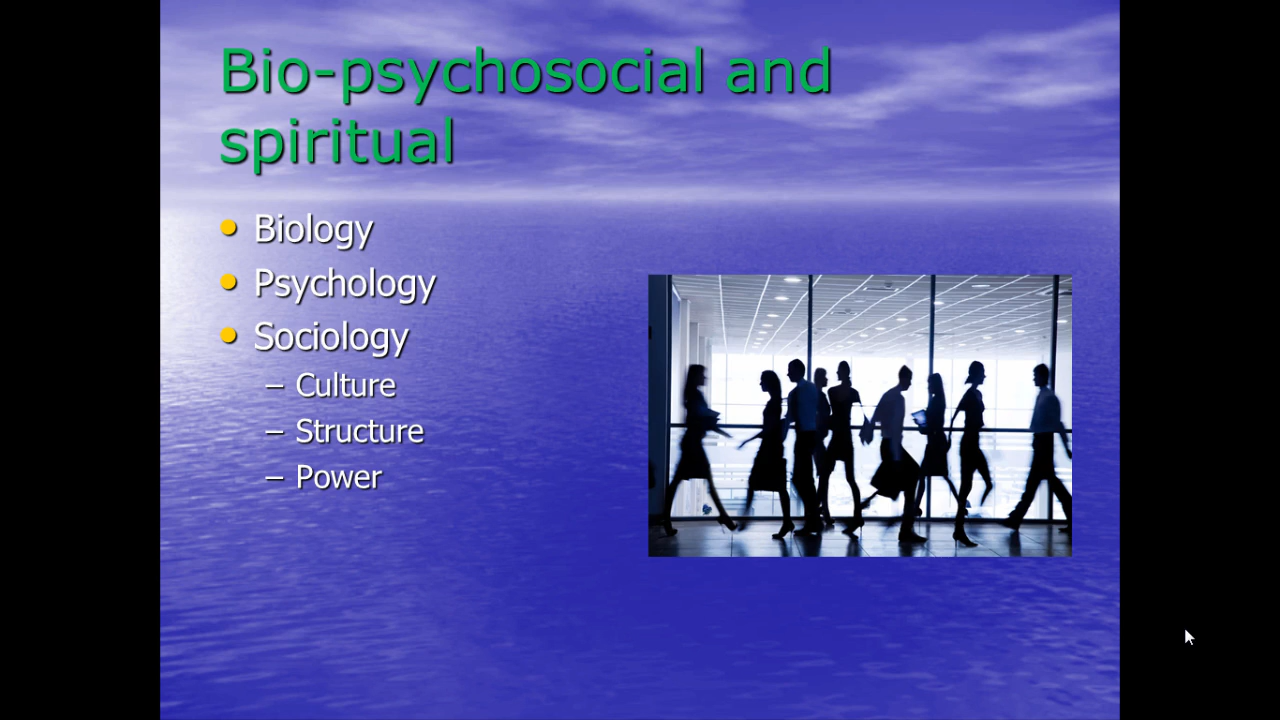 Bio-psychosocial and
spiritual
• Biology
• Psychology
• Sociology
– Culture
– Structure
– Power